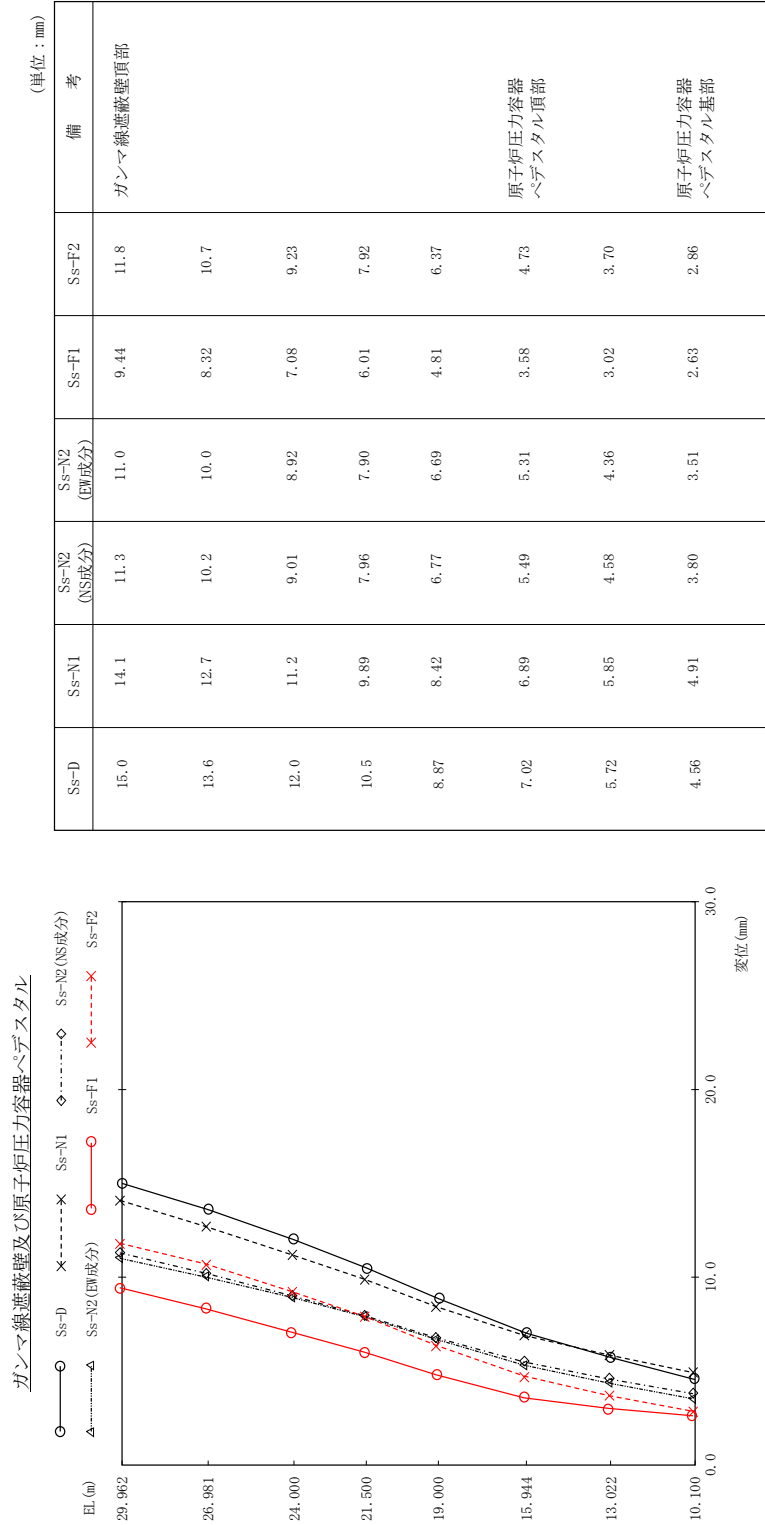 ガンマ線遮蔽壁及び原子炉圧力容器ペデスタル
Ss-D Ss-N1 Ss-N2(NS成分)
Ss-N2(EW成分) Ss-F1 Ss-F2
EL(m)
29.962
26.981
24.000
21.500
19.000
15.944
13.022
10.100
0.0 10.0 20.0 30.0
変位(mm)
(単位：mm)
Ss-D Ss-N1 Ss-N2 (NS成分) Ss-N2 (EW成分) Ss-F1 Ss-F2 備 考
15.0 14.1 11.3 11.0 9.44 11.8 ガンマ線遮蔽壁頂部
13.6 12.7 10.2 10.0 8.32 10.7
12.0 11.2 9.01 8.92 7.08 9.23
10.5 9.89 7.96 7.90 6.01 7.92
8.87 8.42 6.77 6.69 4.81 6.37
7.02 6.89 5.49 5.31 3.58 4.73 原子炉圧力容器
ペデスタル頂部
5.72 5.85 4.58 4.36 3.02 3.70
4.56 4.91 3.80 3.51 2.63 2.86 原子炉圧力容器
ペデスタル基部